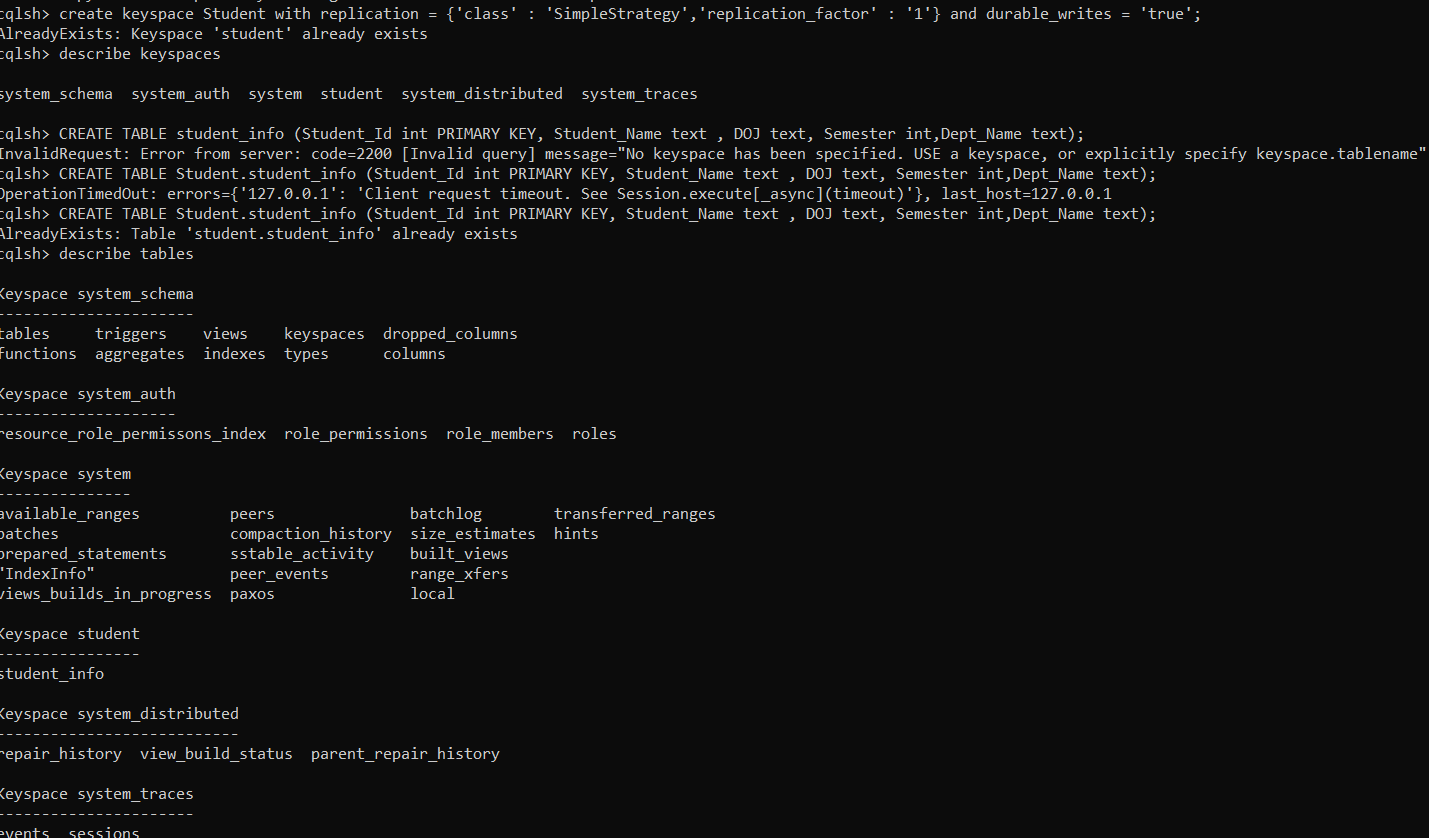 cqlsh> create keyspace Student with replication = {'class' : 'SimpleStrategy','replication_factor' : '1'} and durable_writes = 'true';
AlreadyExists: Keyspace 'student' already exists
cqlsh> describe keyspaces
system_schema  system_auth  system  student  system_distributed  system_traces
cqlsh> CREATE TABLE student_info (Student_Id int PRIMARY KEY, Student_Name text , DOJ text, Semester int,Dept_Name text);
InvalidRequest: Error from server: code=2200 [Invalid query] message="No keyspace has been specified. USE a keyspace, or explicitly specify keyspace.tablename"
cqlsh> CREATE TABLE Student.student_info (Student_Id int PRIMARY KEY, Student_Name text , DOJ text, Semester int,Dept_Name text);
OperationTimedOut: errors={'127.0.0.1': 'Client request timeout. See Session.execute[_async](timeout)'}, last_host=127.0.0.1
cqlsh> CREATE TABLE Student.student_info (Student_Id int PRIMARY KEY, Student_Name text , DOJ text, Semester int,Dept_Name text);
AlreadyExists: Table 'student.student_info' already exists
cqlsh> describe tables
Keyspace system_schema
----------------------
tables     triggers    views    keyspaces  dropped_columns
functions  aggregates  indexes  types      columns
Keyspace system_auth
--------------------
resource_role_permissons_index  role_permissions  role_members  roles
Keyspace system
---------------
available_ranges          peers               batchlog        transferred_ranges
batches                   compaction_history  size_estimates  hints
prepared_statements       sstable_activity    built_views
"IndexInfo"               peer_events         range_xfers
views_builds_in_progress  paxos               local
Keyspace student
----------------
student_info
Keyspace system_distributed
---------------------------
repair_history  view_build_status  parent_repair_history
Keyspace system_traces
----------------------
events  sessions